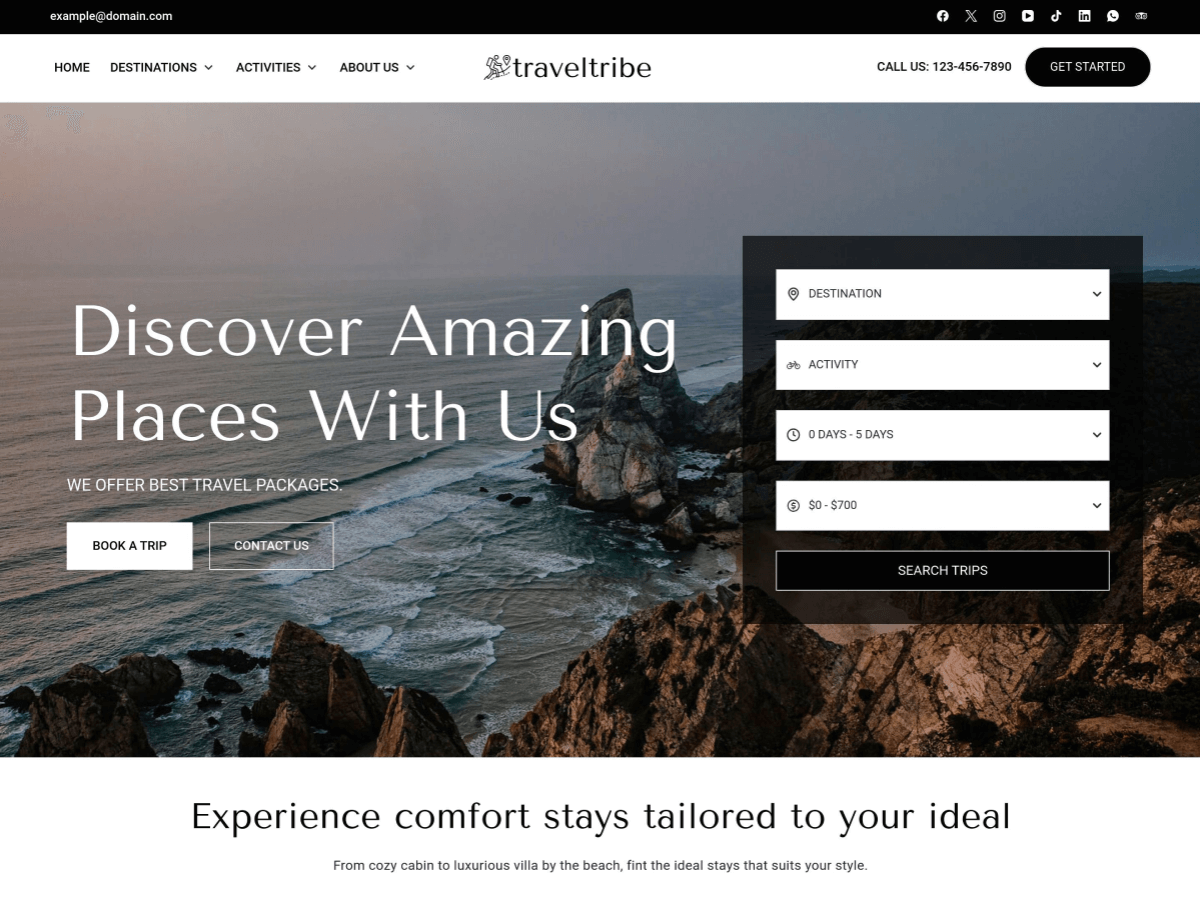 example@domain.com
HOME DESTINATIONS ACTIVITIES ABOUT US
traveltribe
CALL US: 123-456-7890
GET STARTED
Discover Amazing
Places With Us
WE OFFER BEST TRAVEL PACKAGES.
BOOK A TRIP
CONTACT US
DESTINATION
ACTIVITY
0 DAYS - 5 DAYS
$0 - $700
SEARCH TRIPS
Experience comfort stays tailored to your ideal
From cozy cabin to luxurious villa by the beach, fint the ideal stays that suits your style.